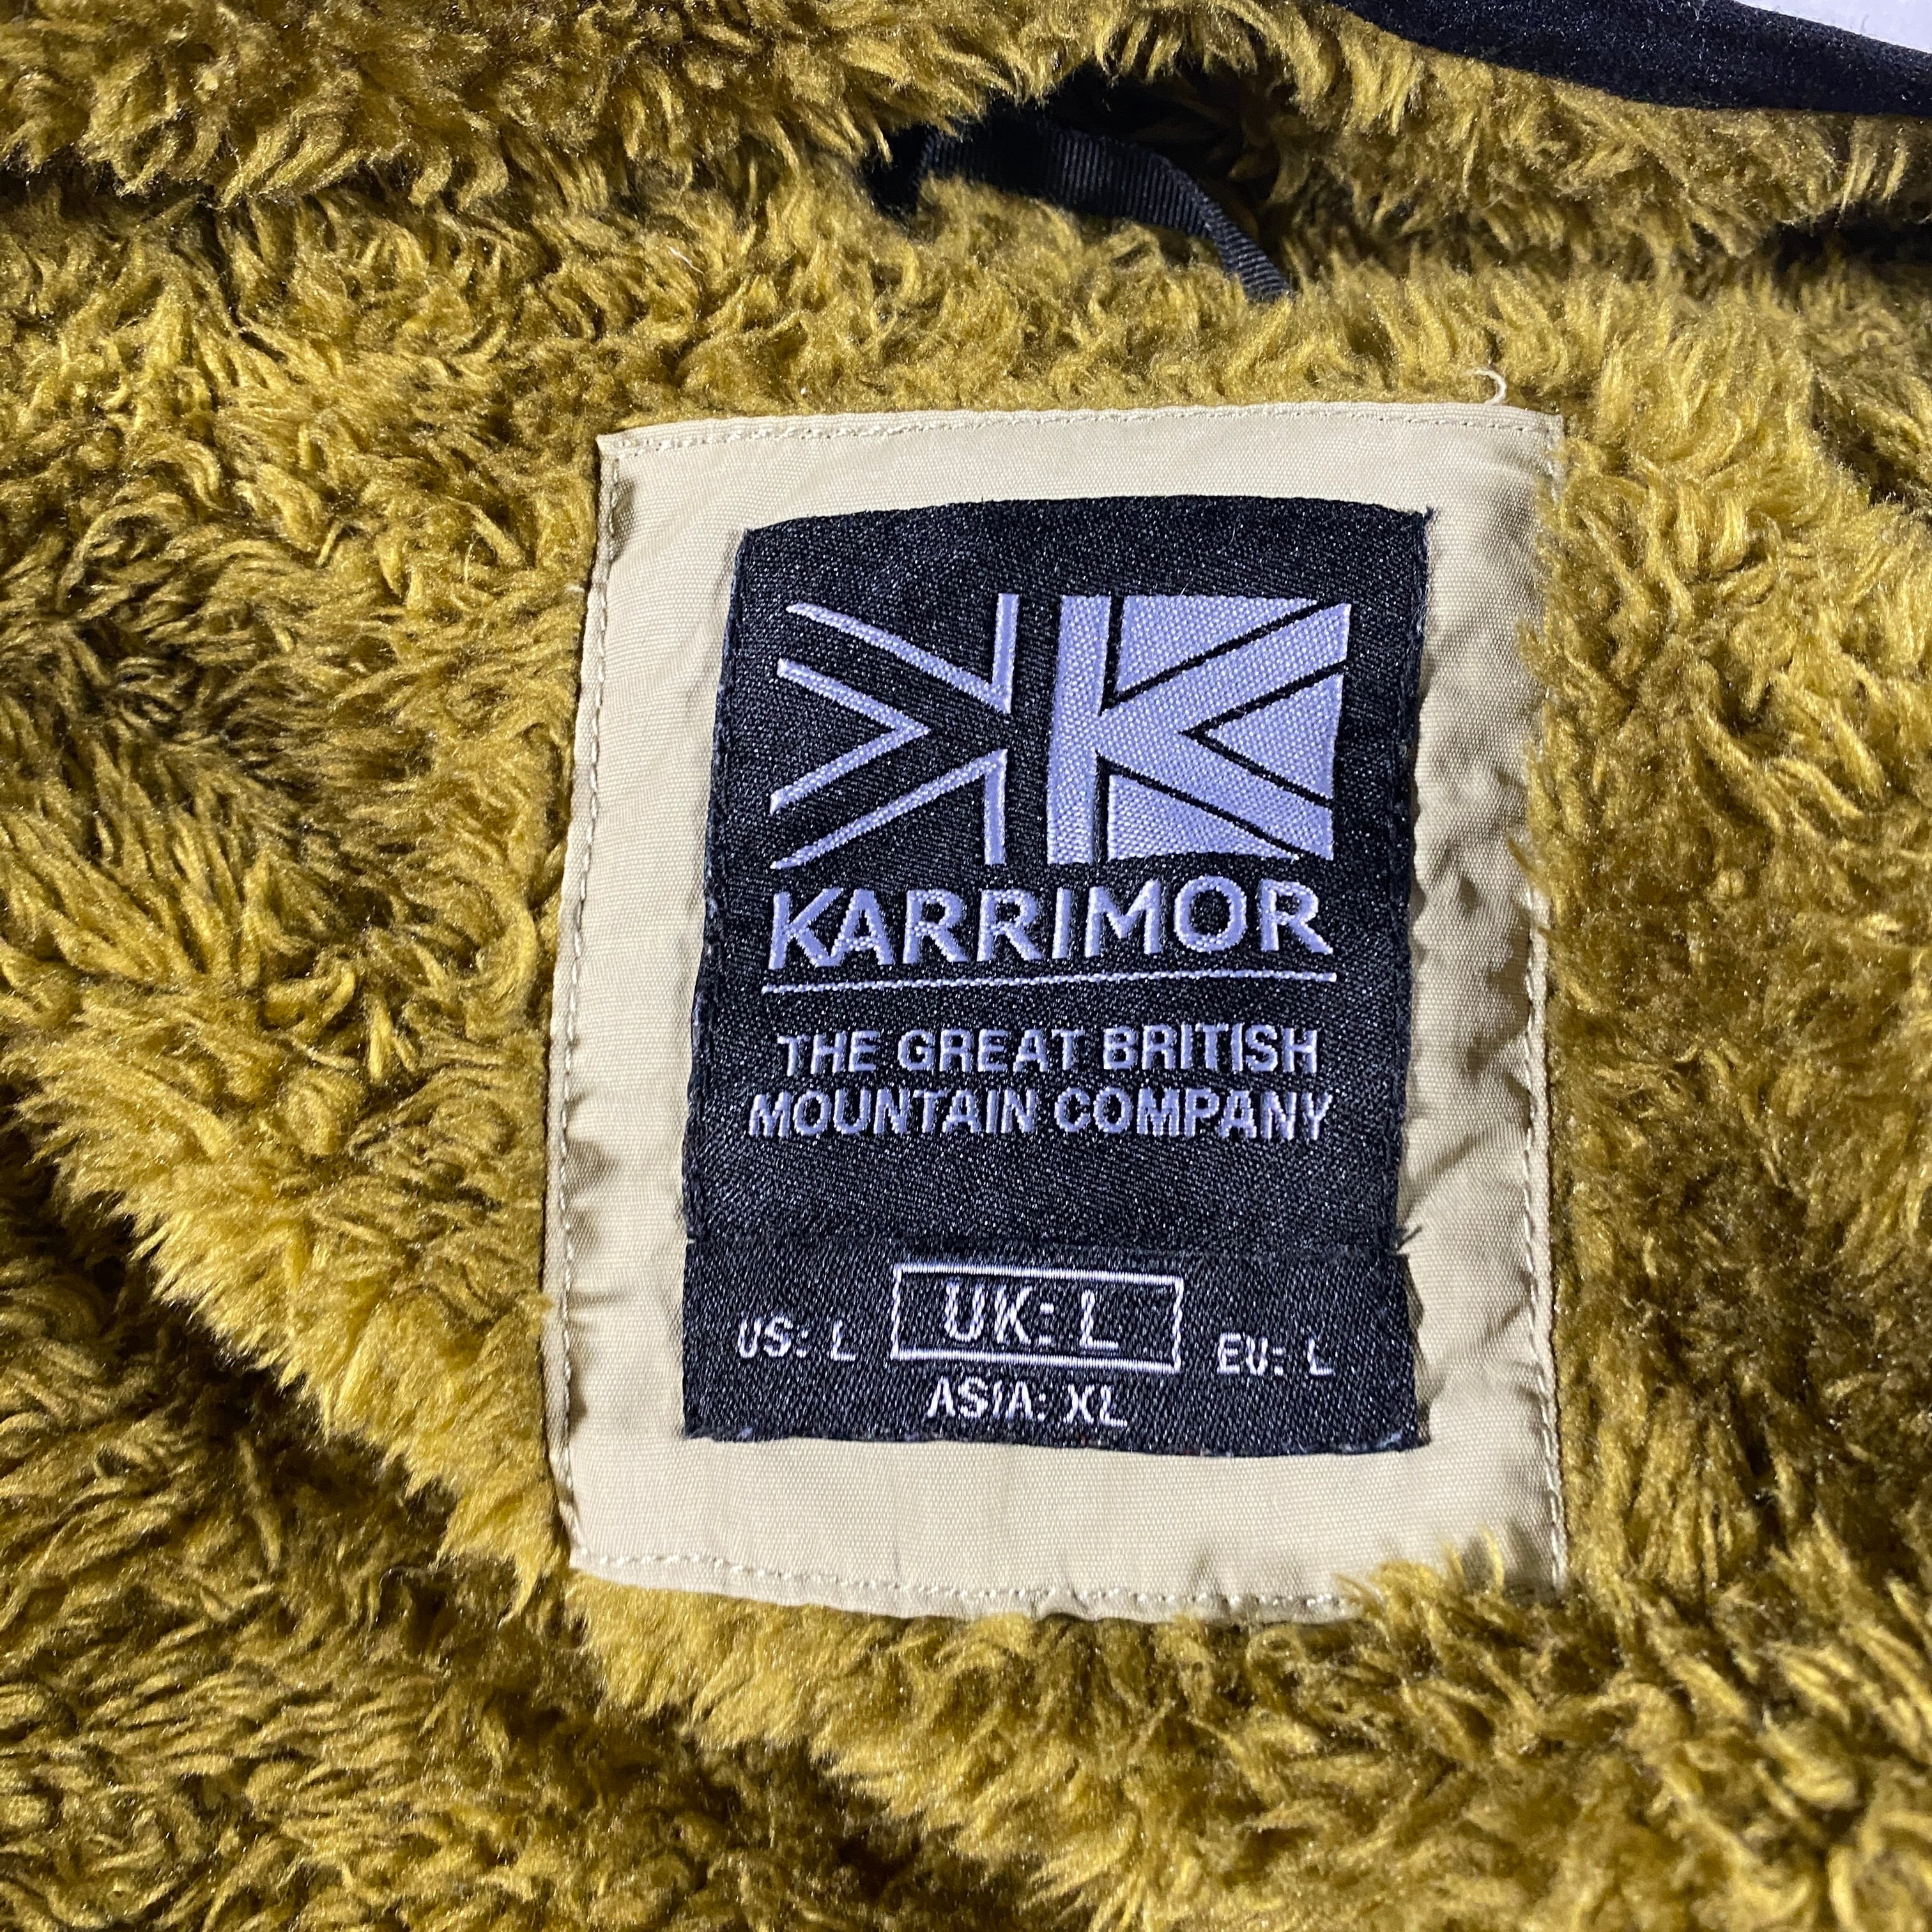 KARRIMOR
THE GREAT BRITISH
MOUNTAIN COMPANY
US: L UK: L EU: L
ASIA: XL